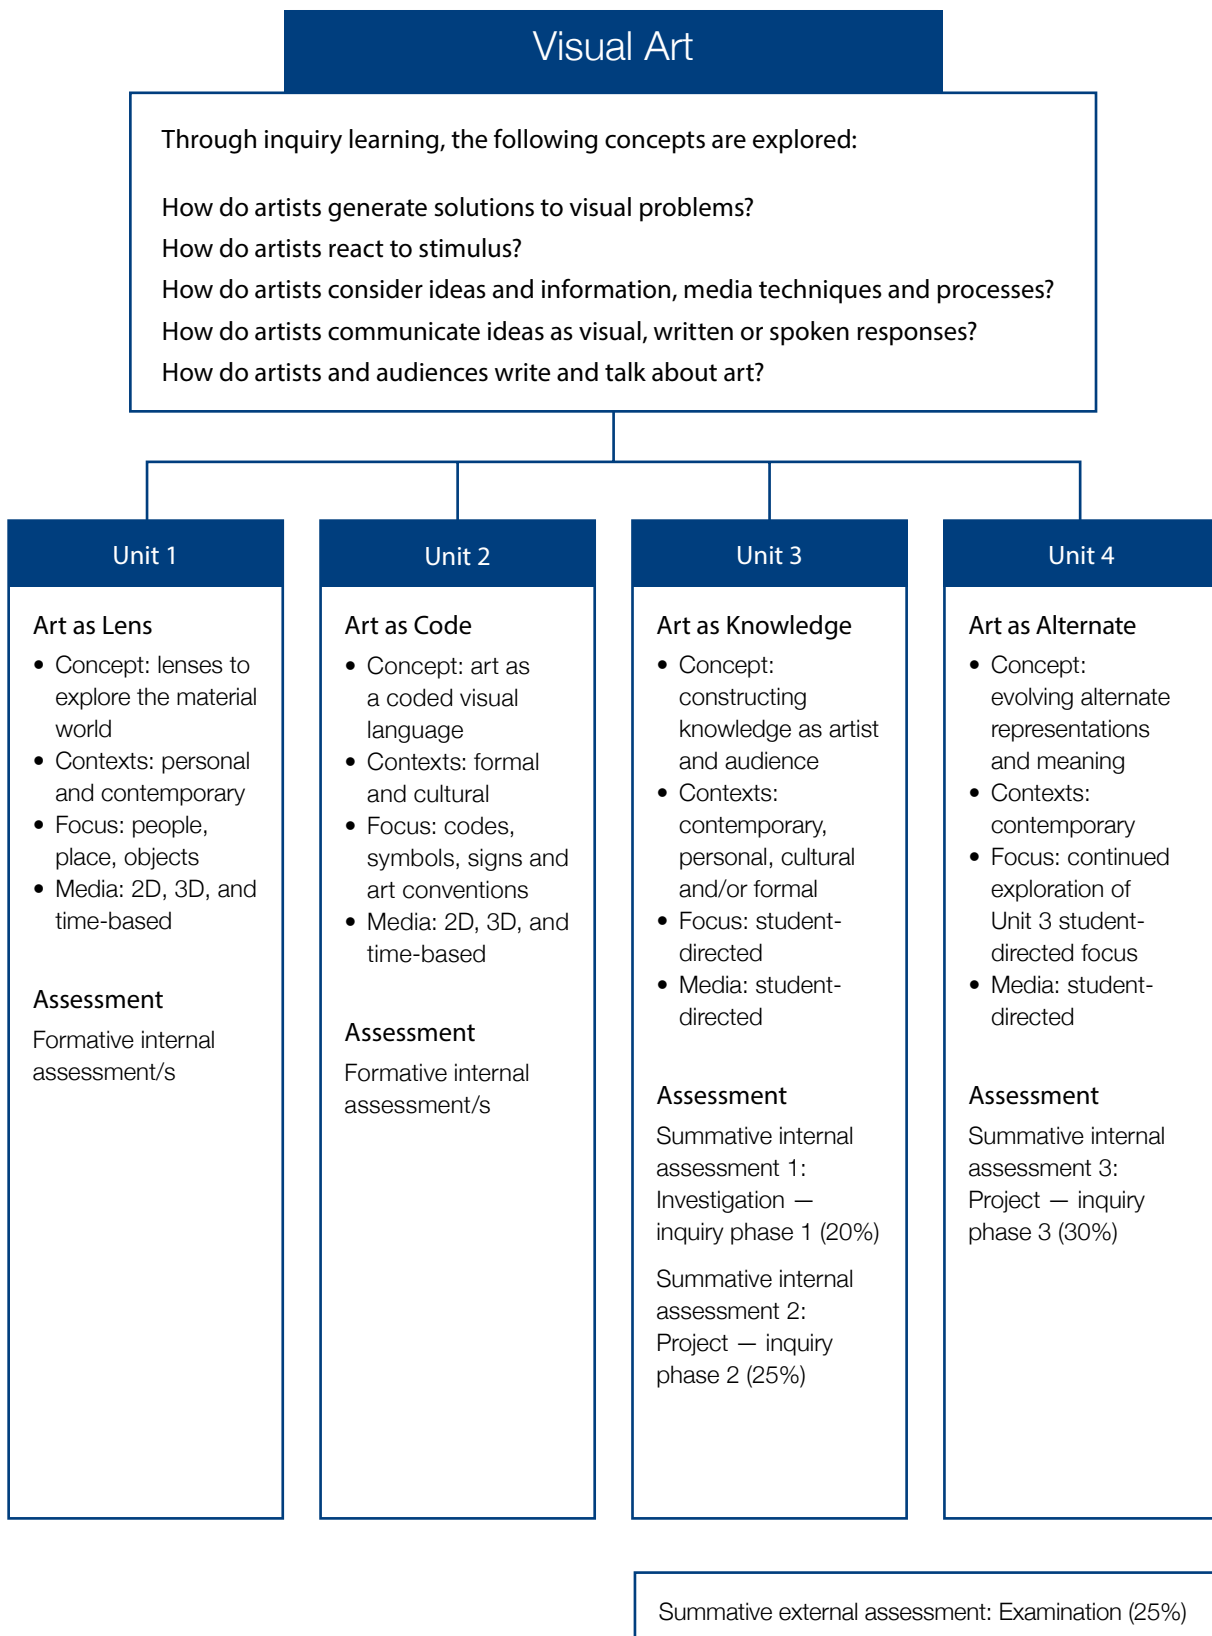 Visual Art
Through inquiry learning, the following concepts are explored:
How do artists generate solutions to visual problems?
How do artists react to stimulus?
How do artists consider ideas and information, media techniques and processes?
How do artists communicate ideas as visual, written or spoken responses?
How do artists and audiences write and talk about art?
Unit 1
Art as Lens
• Concept: lenses to
explore the material
world
• Contexts: personal
and contemporary
• Focus: people,
place, objects
• Media: 2D, 3D, and
time-based
Assessment
Formative internal
assessment/s
Unit 2
Art as Code
• Concept: art as
a coded visual
language
• Contexts: formal
and cultural
• Focus: codes,
symbols, signs and
art conventions
• Media: 2D, 3D, and
time-based
Assessment
Formative internal
assessment/s
Unit 3
Art as Knowledge
• Concept:
constructing
knowledge as artist
and audience
• Contexts:
contemporary,
personal, cultural
and/or formal
• Focus: student-
directed
• Media: student-
directed
Assessment
Summative internal
assessment 1:
Investigation —
inquiry phase 1 (20%)
Summative internal
assessment 2:
Project — inquiry
phase 2 (25%)
Unit 4
Art as Alternate
• Concept:
evolving alternate
representations
and meaning
• Contexts:
contemporary
• Focus: continued
exploration of
Unit 3 student-
directed focus
• Media: student-
directed
Assessment
Summative internal
assessment 3:
Project — inquiry
phase 3 (30%)
Summative external assessment: Examination (25%)